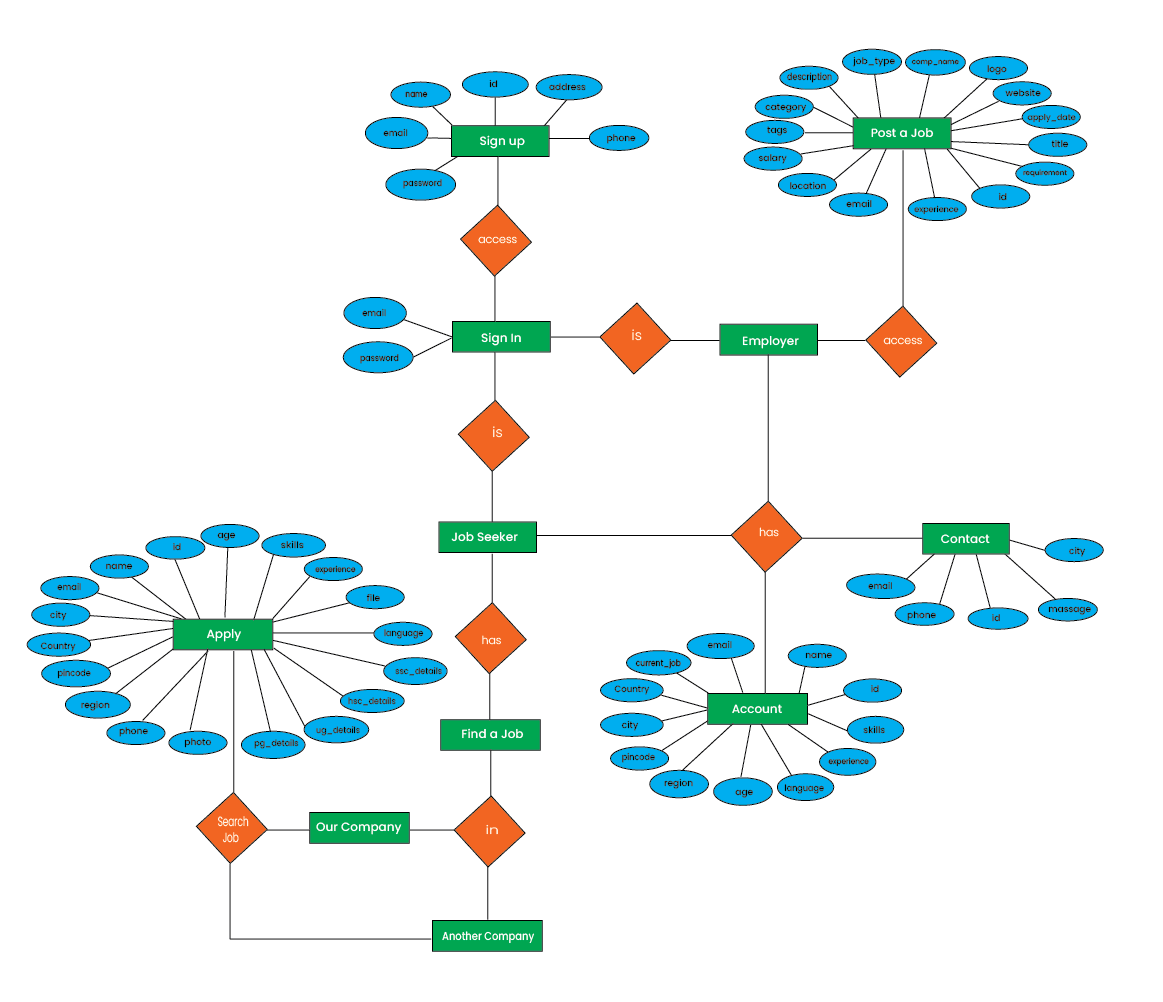 job_type
comp_name
logo
description
website
category
apply_date
tags
Post a Job
title
salary
requirement
location
email
experience
id
id
name
address
email
Sign up
phone
password
access
email
Sign In
password
is
Employer
access
is
Job Seeker
has
Contact
city
email
phone
id
massage
age
id
skills
name
experience
email
file
city
Apply
language
Country
ssc_details
pincode
hsc_details
region
ug_details
phone
photo
pg_details
has
Find a Job
email
name
current_job
Country
id
city
Account
skills
pincode
experience
region
age
language
Search
Job
Our Company
in
Another Company